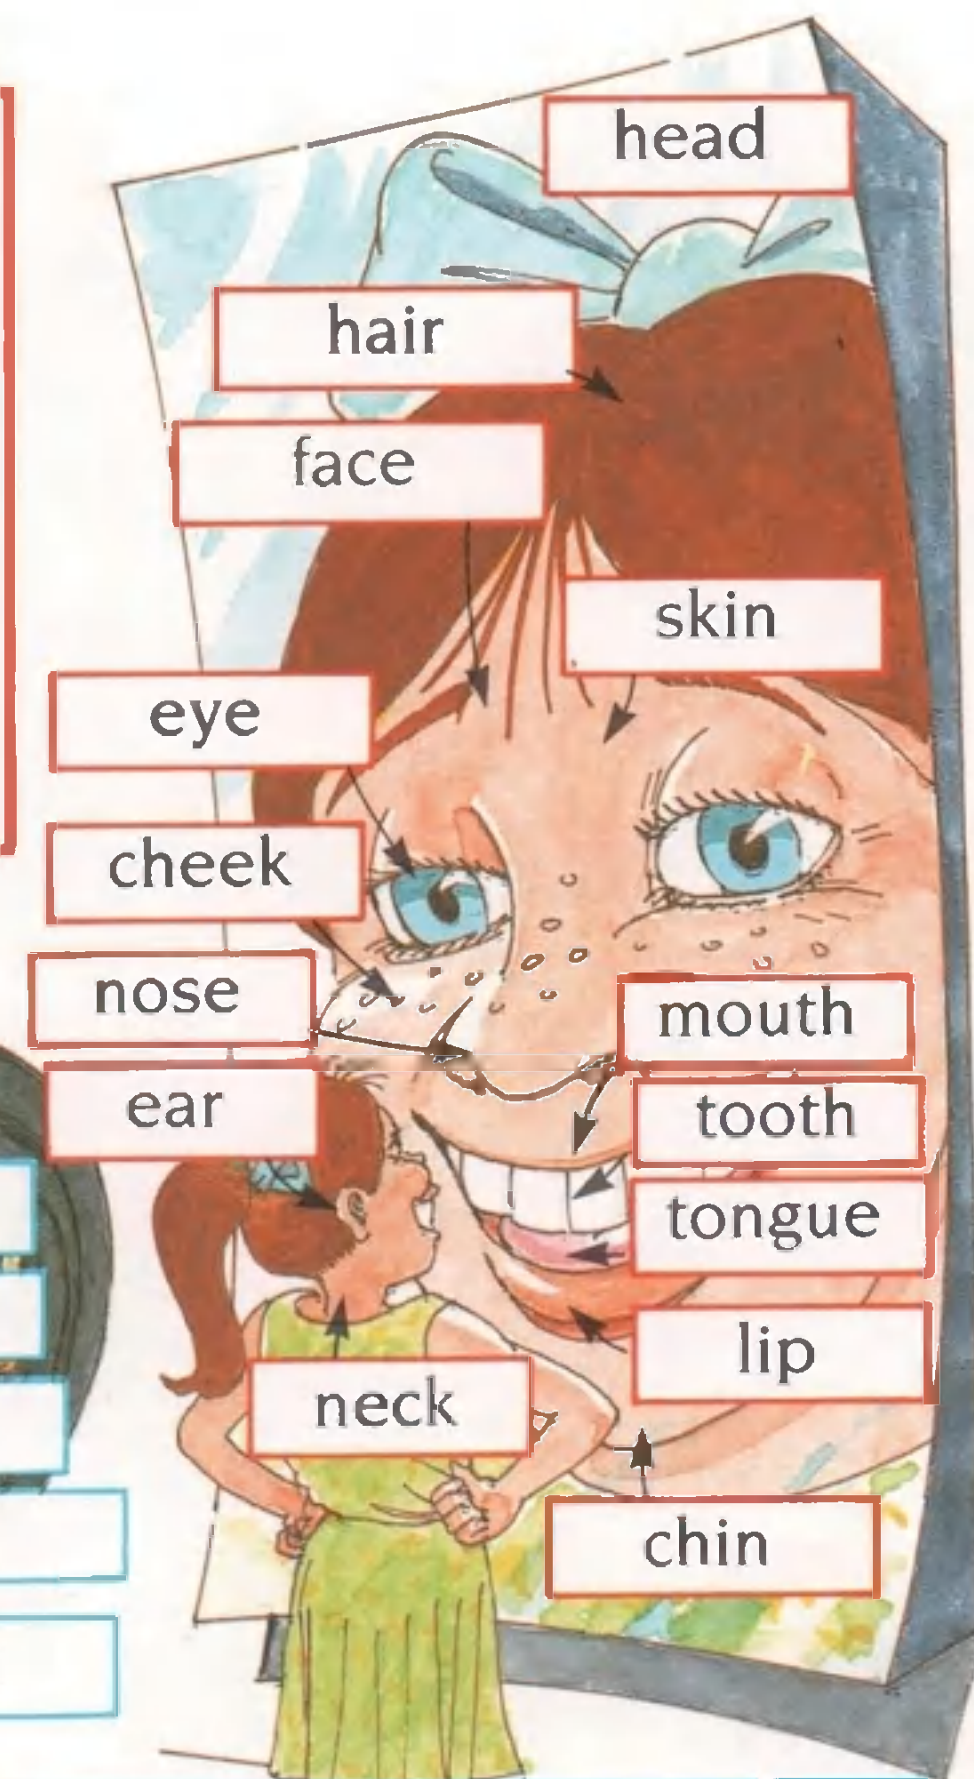 head
hair
face
skin
eye
cheek
nose
mouth
ear
tooth
tongue
lip
neck
chin